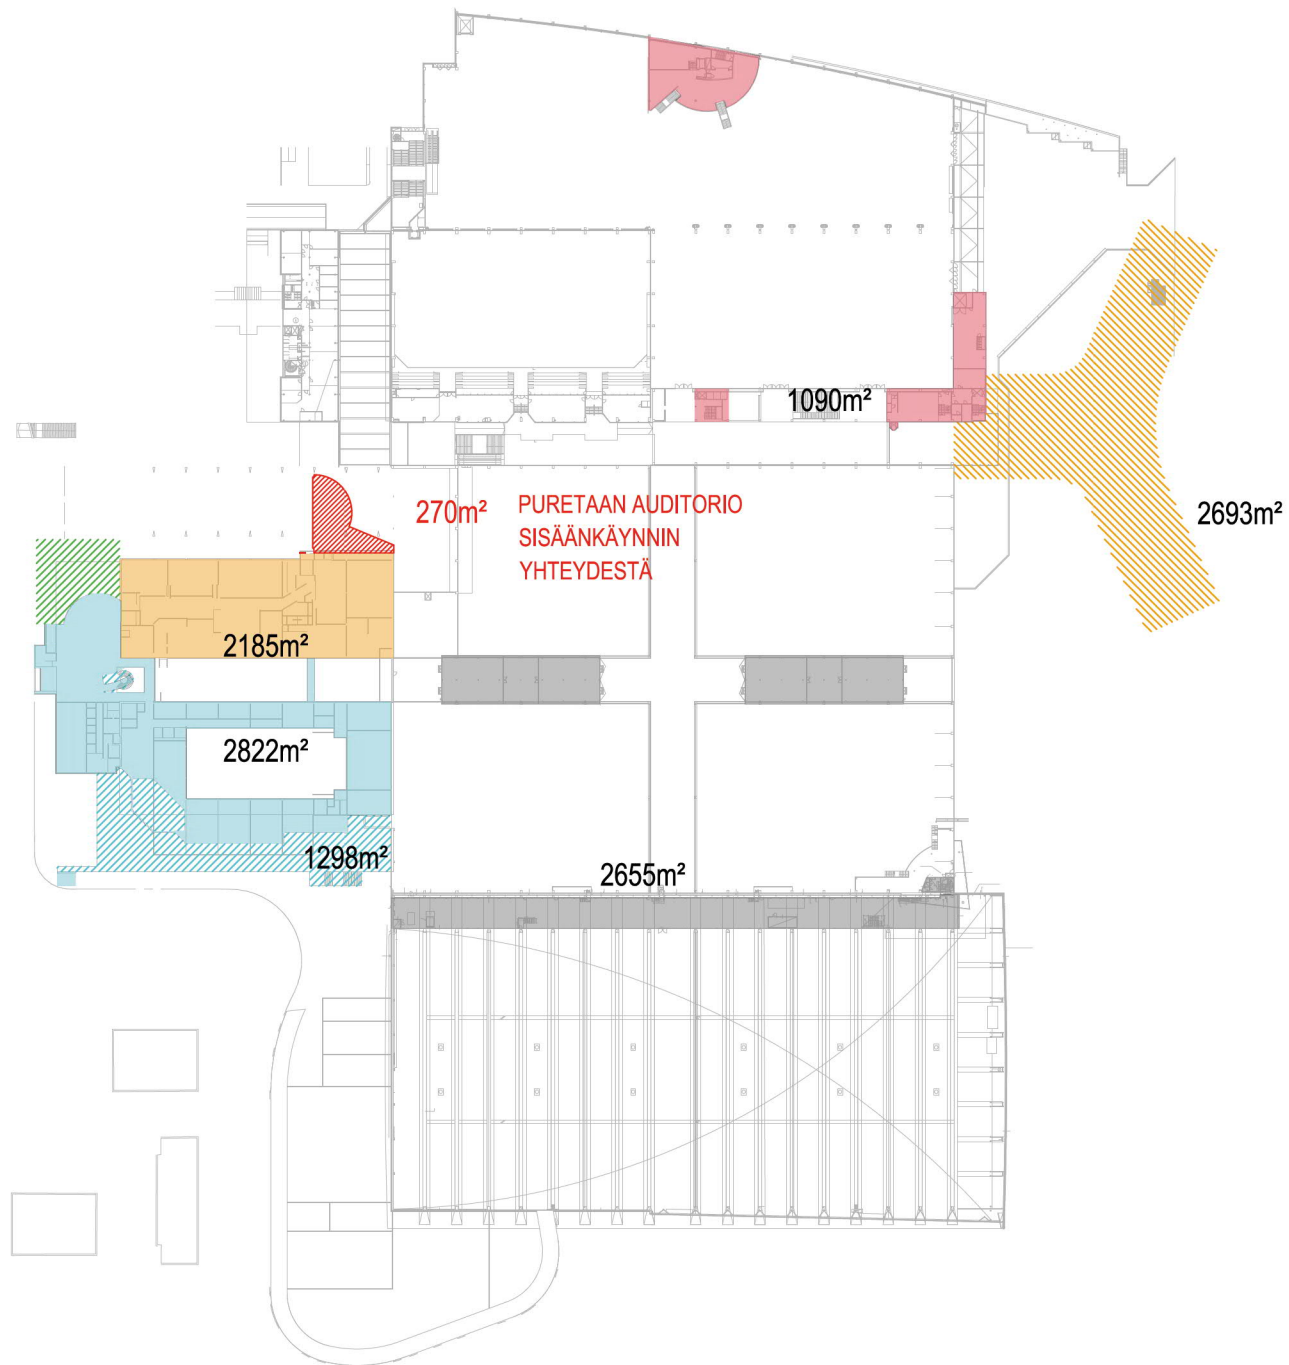 1090m²
270m²
PURETAAN AUDITORIO
SISÄÄNKÄYNNIN
YHTEYDESTÄ
2693m²
2185m²
2822m²
1298m²
2655m²